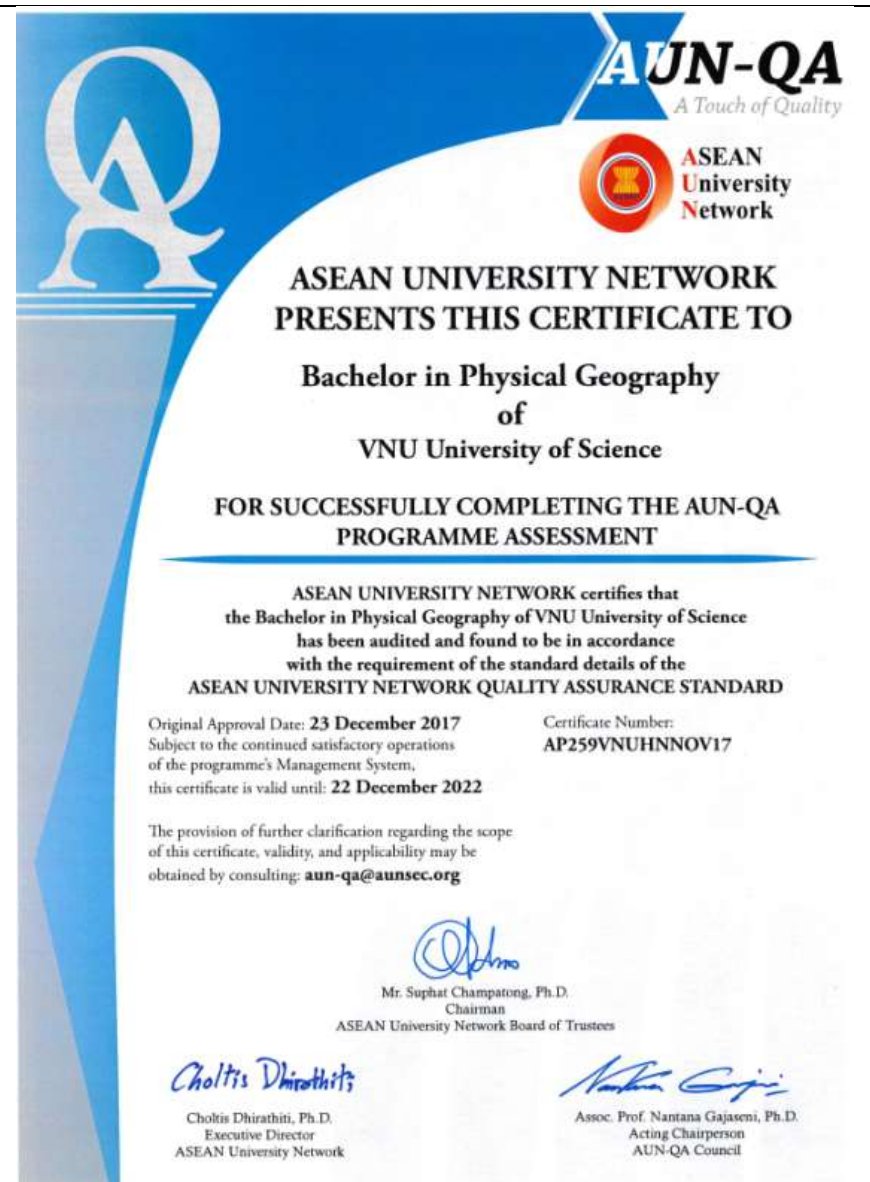 AUN-QA
A Touch of Quality
QA
ASEAN
University
Network
ASEAN UNIVERSITY NETWORK
PRESENTS THIS CERTIFICATE TO
Bachelor in Physical Geography
of
VNU University of Science
FOR SUCCESSFULLY COMPLETING THE AUN-QA
PROGRAMME ASSESSMENT
ASEAN UNIVERSITY NETWORK certifies that
the Bachelor in Physical Geography of VNU University of Science
has been audited and found to be in accordance
with the requirement of the standard details of the
ASEAN UNIVERSITY NETWORK QUALITY ASSURANCE STANDARD
Original Approval Date: 23 December 2017
Subject to the continued satisfactory operations
of the programme's Management System,
this certificate is valid until: 22 December 2022
Certificate Number:
AP259VNUHNNOV17
The provision of further clarification regarding the scope
of this certificate, validity, and applicability may be
obtained by consulting: aun-qa@aunsec.org
Mr. Suphat Champatong, Ph.D.
Chairman
ASEAN University Network Board of Trustees
Choltis Dhirathiti
Choltis Dhirathiti, Ph.D.
Executive Director
ASEAN University Network
Assoc. Prof. Nantana Gajaseni, Ph.D.
Acting Chairperson
AUN-QA Council